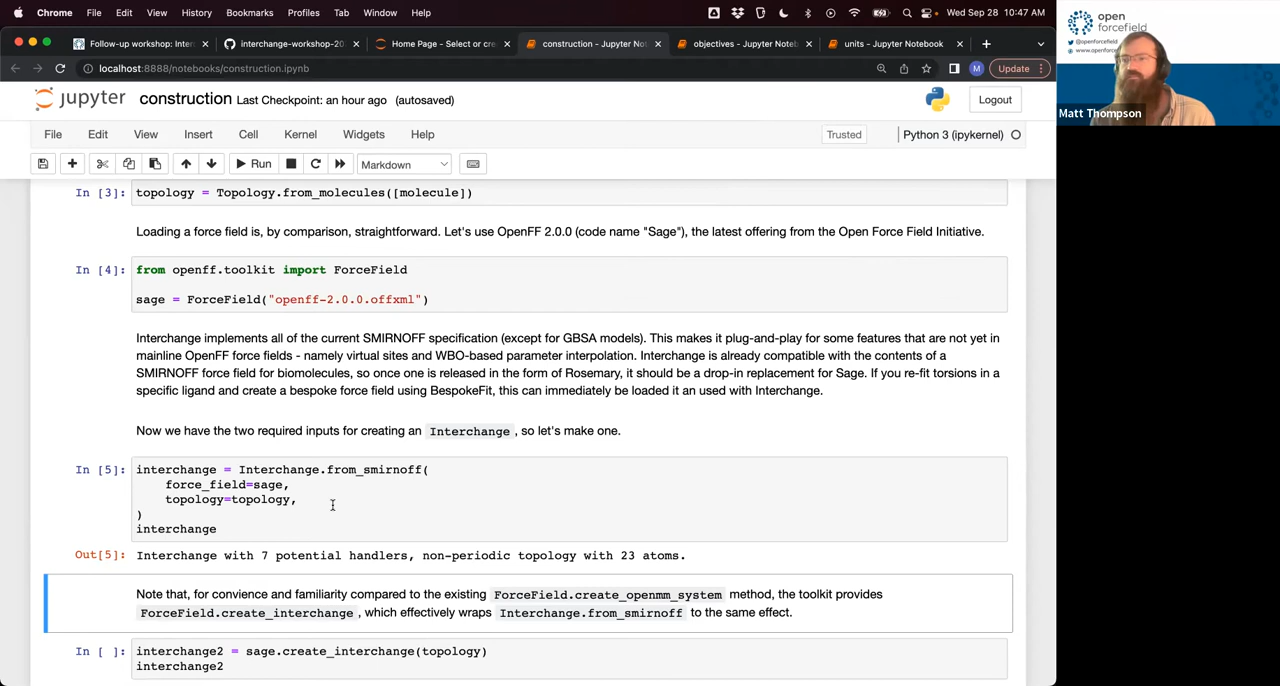 Chrome File Edit View History Bookmarks Profiles Tab Window Help Wed Sep 28 10:47 AM
Follow-up workshop: Inter × interchange-workshop-20 × Home Page - Select or cre × construction - Jupyter Not × objectives - Jupyter Noteb × units - Jupyter Notebook ×
localhost:8888/notebooks/construction.ipynb M Update
open
forcefield
@openforcefield
www.openforce
Matt Thompson
jupyter construction Last Checkpoint: an hour ago (autosaved) Logout
File Edit View Insert Cell Kernel Widgets Help Trusted Python 3 (ipykernel)
Run Markdown
In [3]: topology = Topology.from_molecules([molecule])
Loading a force field is, by comparison, straightforward. Let's use OpenFF 2.0.0 (code name "Sage"), the latest offering from the Open Force Field Initiative.
In [4]: from openff.toolkit import ForceField
sage = ForceField("openff-2.0.0.offxml")
Interchange implements all of the current SMIRNOFF specification (except for GBSA models). This makes it plug-and-play for some features that are not yet in
mainline OpenFF force fields - namely virtual sites and WBO-based parameter interpolation. Interchange is already compatible with the contents of a
SMIRNOFF force field for biomolecules, so once one is released in the form of Rosemary, it should be a drop-in replacement for Sage. If you re-fit torsions in a
specific ligand and create a bespoke force field using BespokeFit, this can immediately be loaded it an used with Interchange.
Now we have the two required inputs for creating an Interchange , so let's make one.
In [5]: interchange = Interchange.from_smirnoff(
force_field=sage,
topology=topology,
)
interchange
Out[5]: Interchange with 7 potential handlers, non-periodic topology with 23 atoms.
Note that, for convience and familiarity compared to the existing ForceField.create_openmm_system method, the toolkit provides
ForceField.create_interchange , which effectively wraps Interchange.from_smirnoff to the same effect.
In [ ]: interchange2 = sage.create_interchange(topology)
interchange2